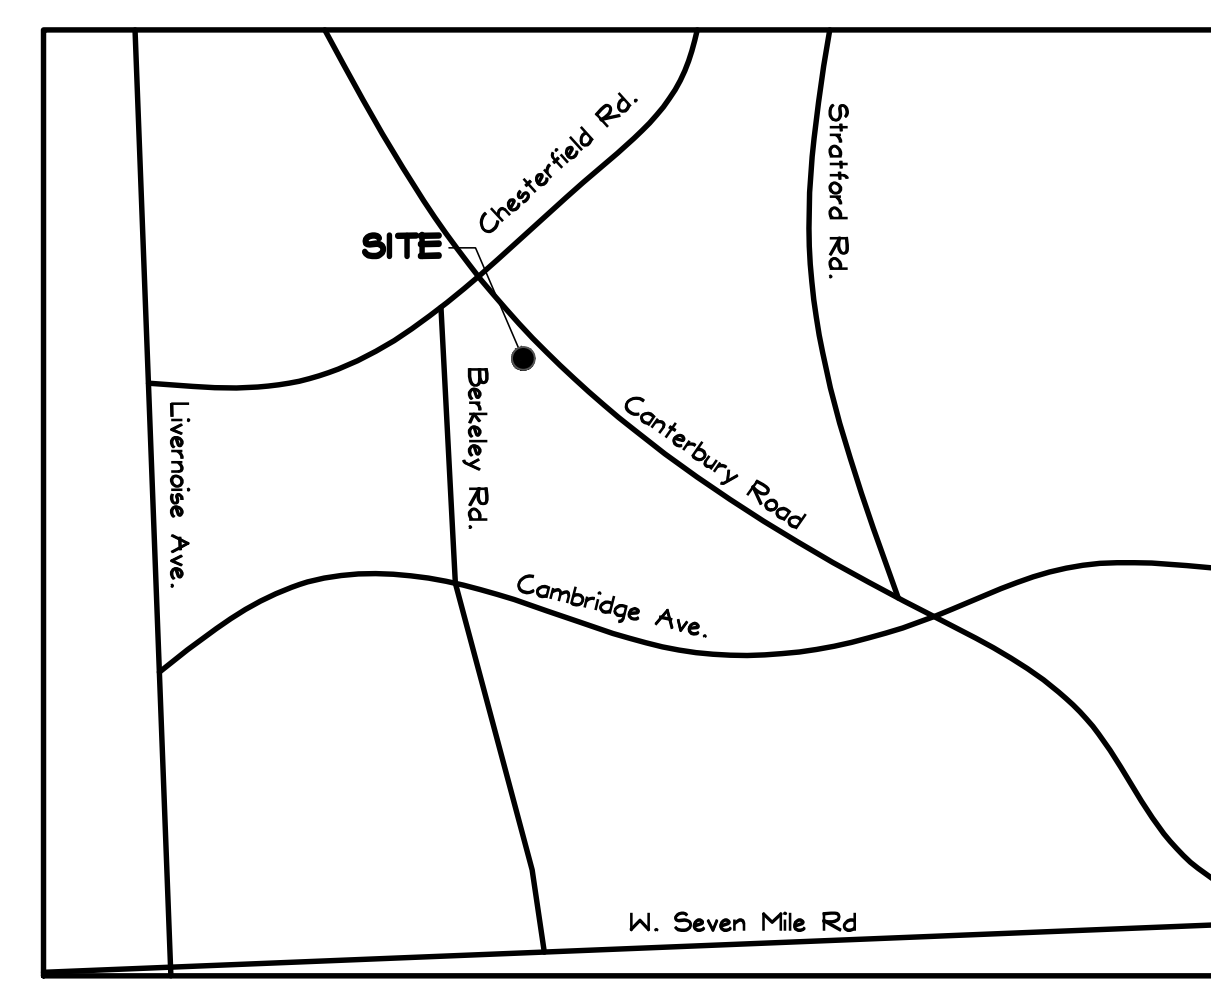 Chesterfield Rd.
Stratford Rd.
SITE
Berkeley Rd.
Canterbury Road
Livernoise Ave.
Cambridge Ave.
W. Seven Mile Rd